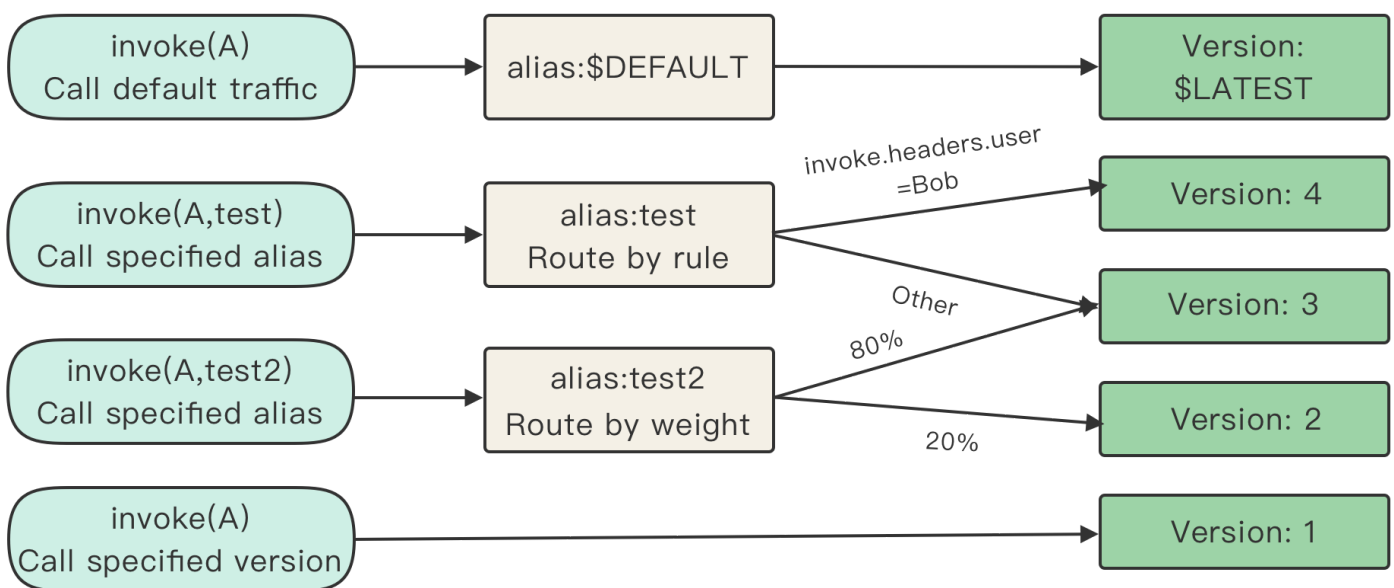 invoke(A)
Call default traffic
alias:$DEFAULT
Version:
$LATEST
invoke.headers.user
=Bob
Version: 4
invoke(A,test)
Call specified alias
alias:test
Route by rule
Other
Version: 3
invoke(A,test2)
Call specified alias
alias:test2
Route by weight
80%
20%
Version: 2
invoke(A)
Call specified version
Version: 1